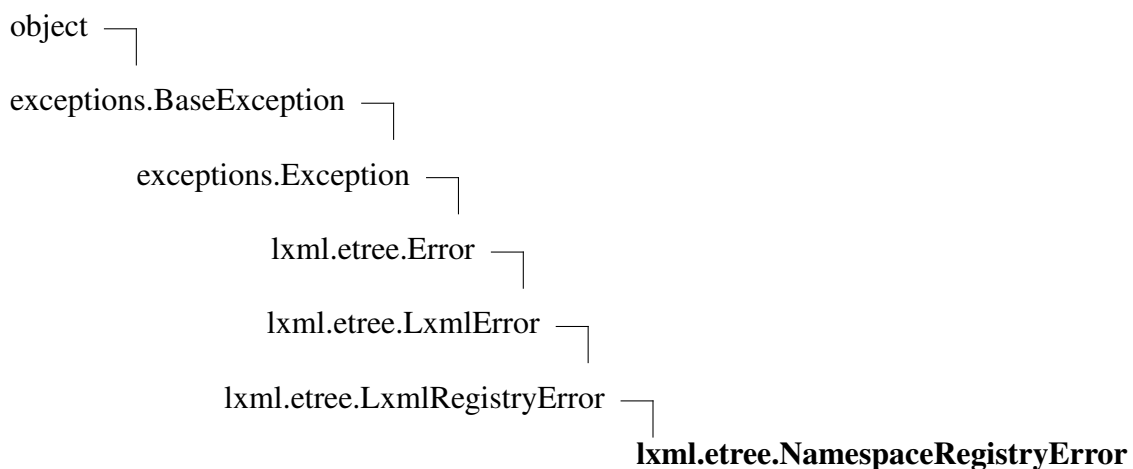 object
exceptions.BaseException
exceptions.Exception
lxml.etree.Error
lxml.etree.LxmlError
lxml.etree.LxmlRegistryError
lxml.etree.NamespaceRegistryError